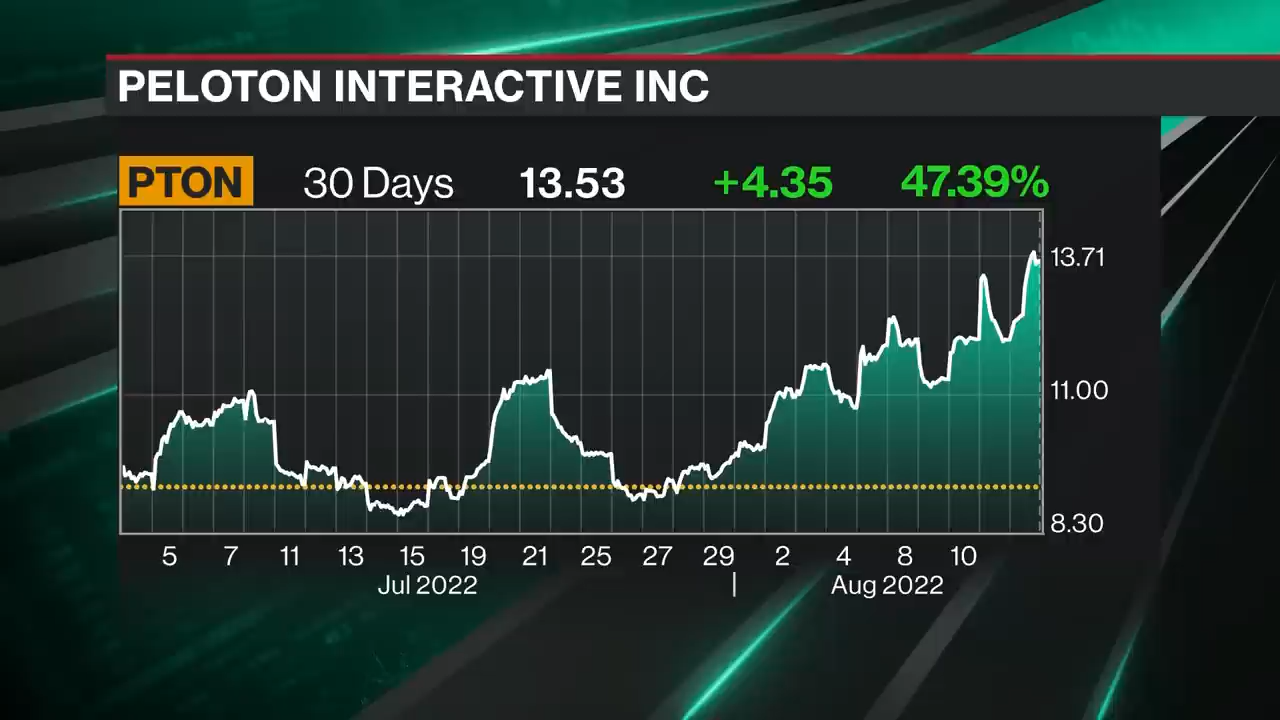 PELOTON INTERACTIVE INC
PTON 30 Days 13.53 +4.35 47.39%
13.71
11.00
8.30
5 7 11 13 15 19 21 25 27 29 2 4 8 10
Jul 2022 | Aug 2022